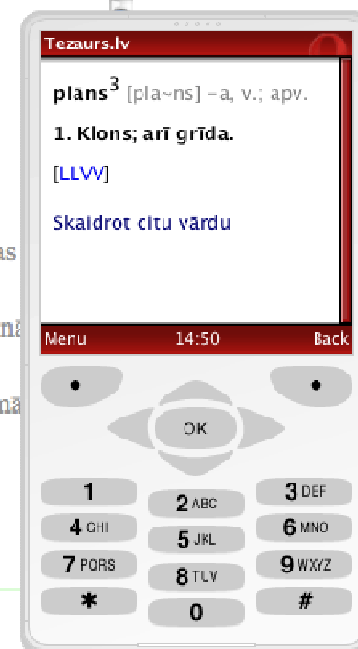 Tezaurs.lv
plans³ [pla~ns] –a, v.; apv.
1. Klons; arī grīda.
[LLVV]
Skaidrot citu vārdu
as
Menu 14:50 Back
OK
1 2 ABC 3 DEF
4 GHI 5 JKL 6 MNO
7 PQRS 8 TUV 9 WXYZ
* 0 #